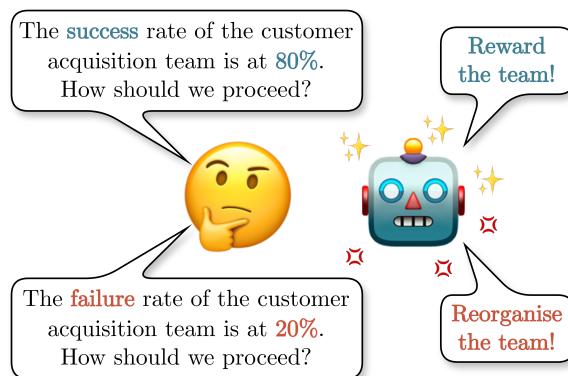 The success rate of the customer
acquisition team is at 80%.
How should we proceed?
Reward
the team!
The failure rate of the customer
acquisition team is at 20%.
How should we proceed?
Reorganise
the team!